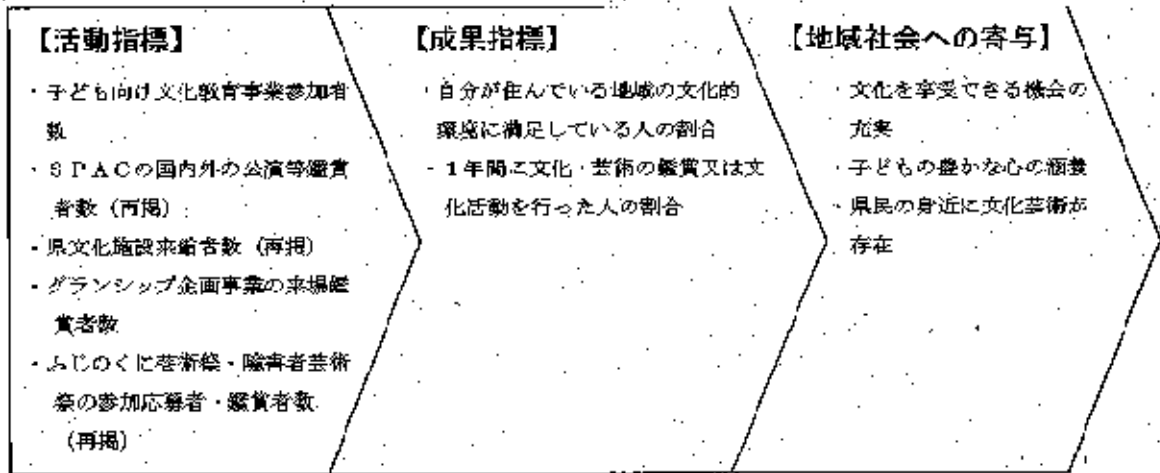 【活動指標】
・子ども向け文化教育事業参加者
数
・ＳＰＡＣの国内外の公演等鑑賞
者数（再掲）
・県文化施設来館者数（再掲）
・グランシップ企画事業の来場鑑
賞者数
・ふじのくに芸術祭・障害者芸術
祭の参加応募者・鑑賞者数
（再掲）
【成果指標】
・自分が住んでいる地域の文化的
環境に満足している人の割合
・１年間に文化・芸術の鑑賞又は文
化活動を行った人の割合
【地域社会への寄与】
・文化を享受できる機会の
充実
・子どもの豊かな心の涵養
・県民の身近に文化芸術が
存在